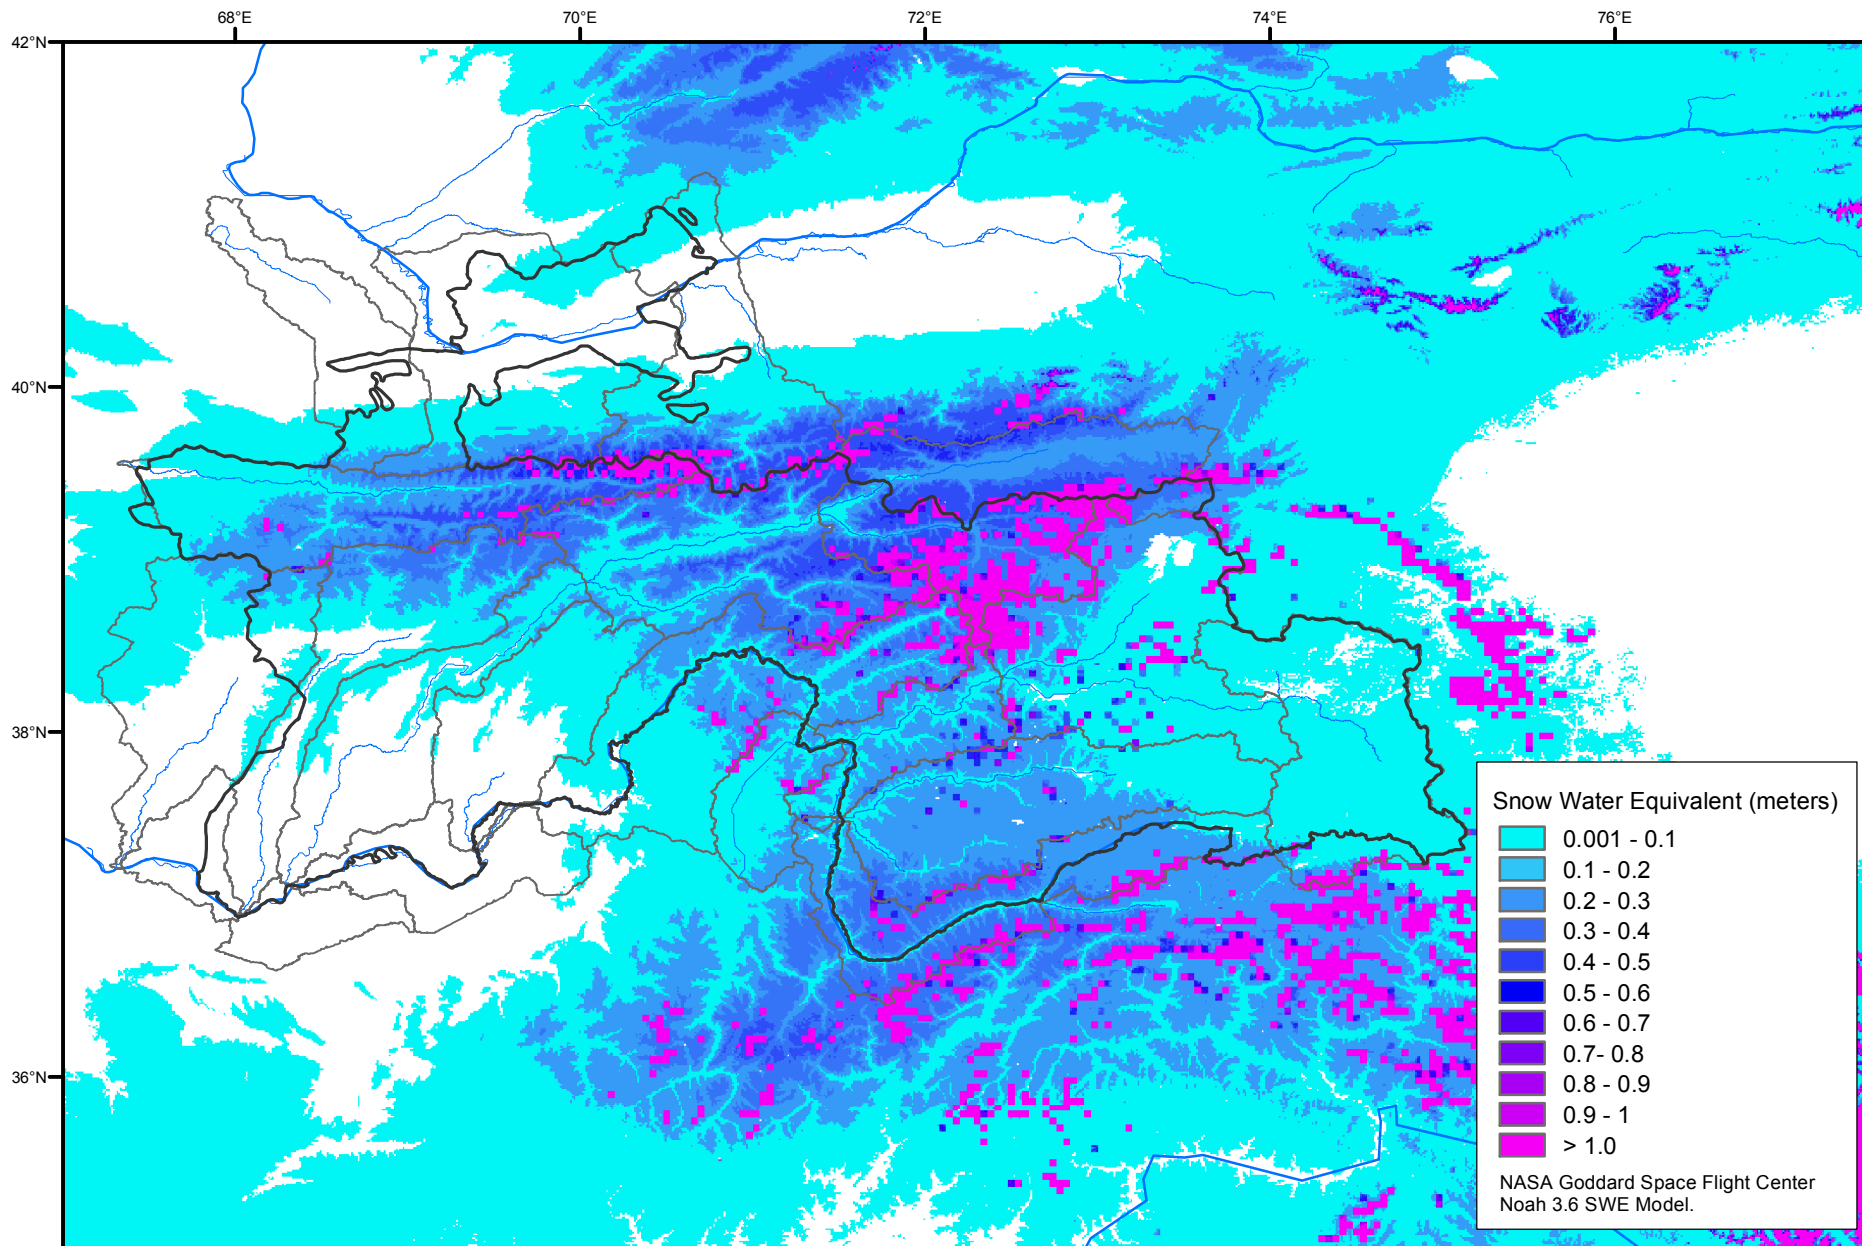 68°E
70°E
72°E
74°E
76°E
42°N
40°N
38°N
36°N
Snow Water Equivalent (meters)
0.001 - 0.1
0.1 - 0.2
0.2 - 0.3
0.3 - 0.4
0.4 - 0.5
0.5 - 0.6
0.6 - 0.7
0.7- 0.8
0.8 - 0.9
0.9 - 1
> 1.0
NASA Goddard Space Flight Center
Noah 3.6 SWE Model.